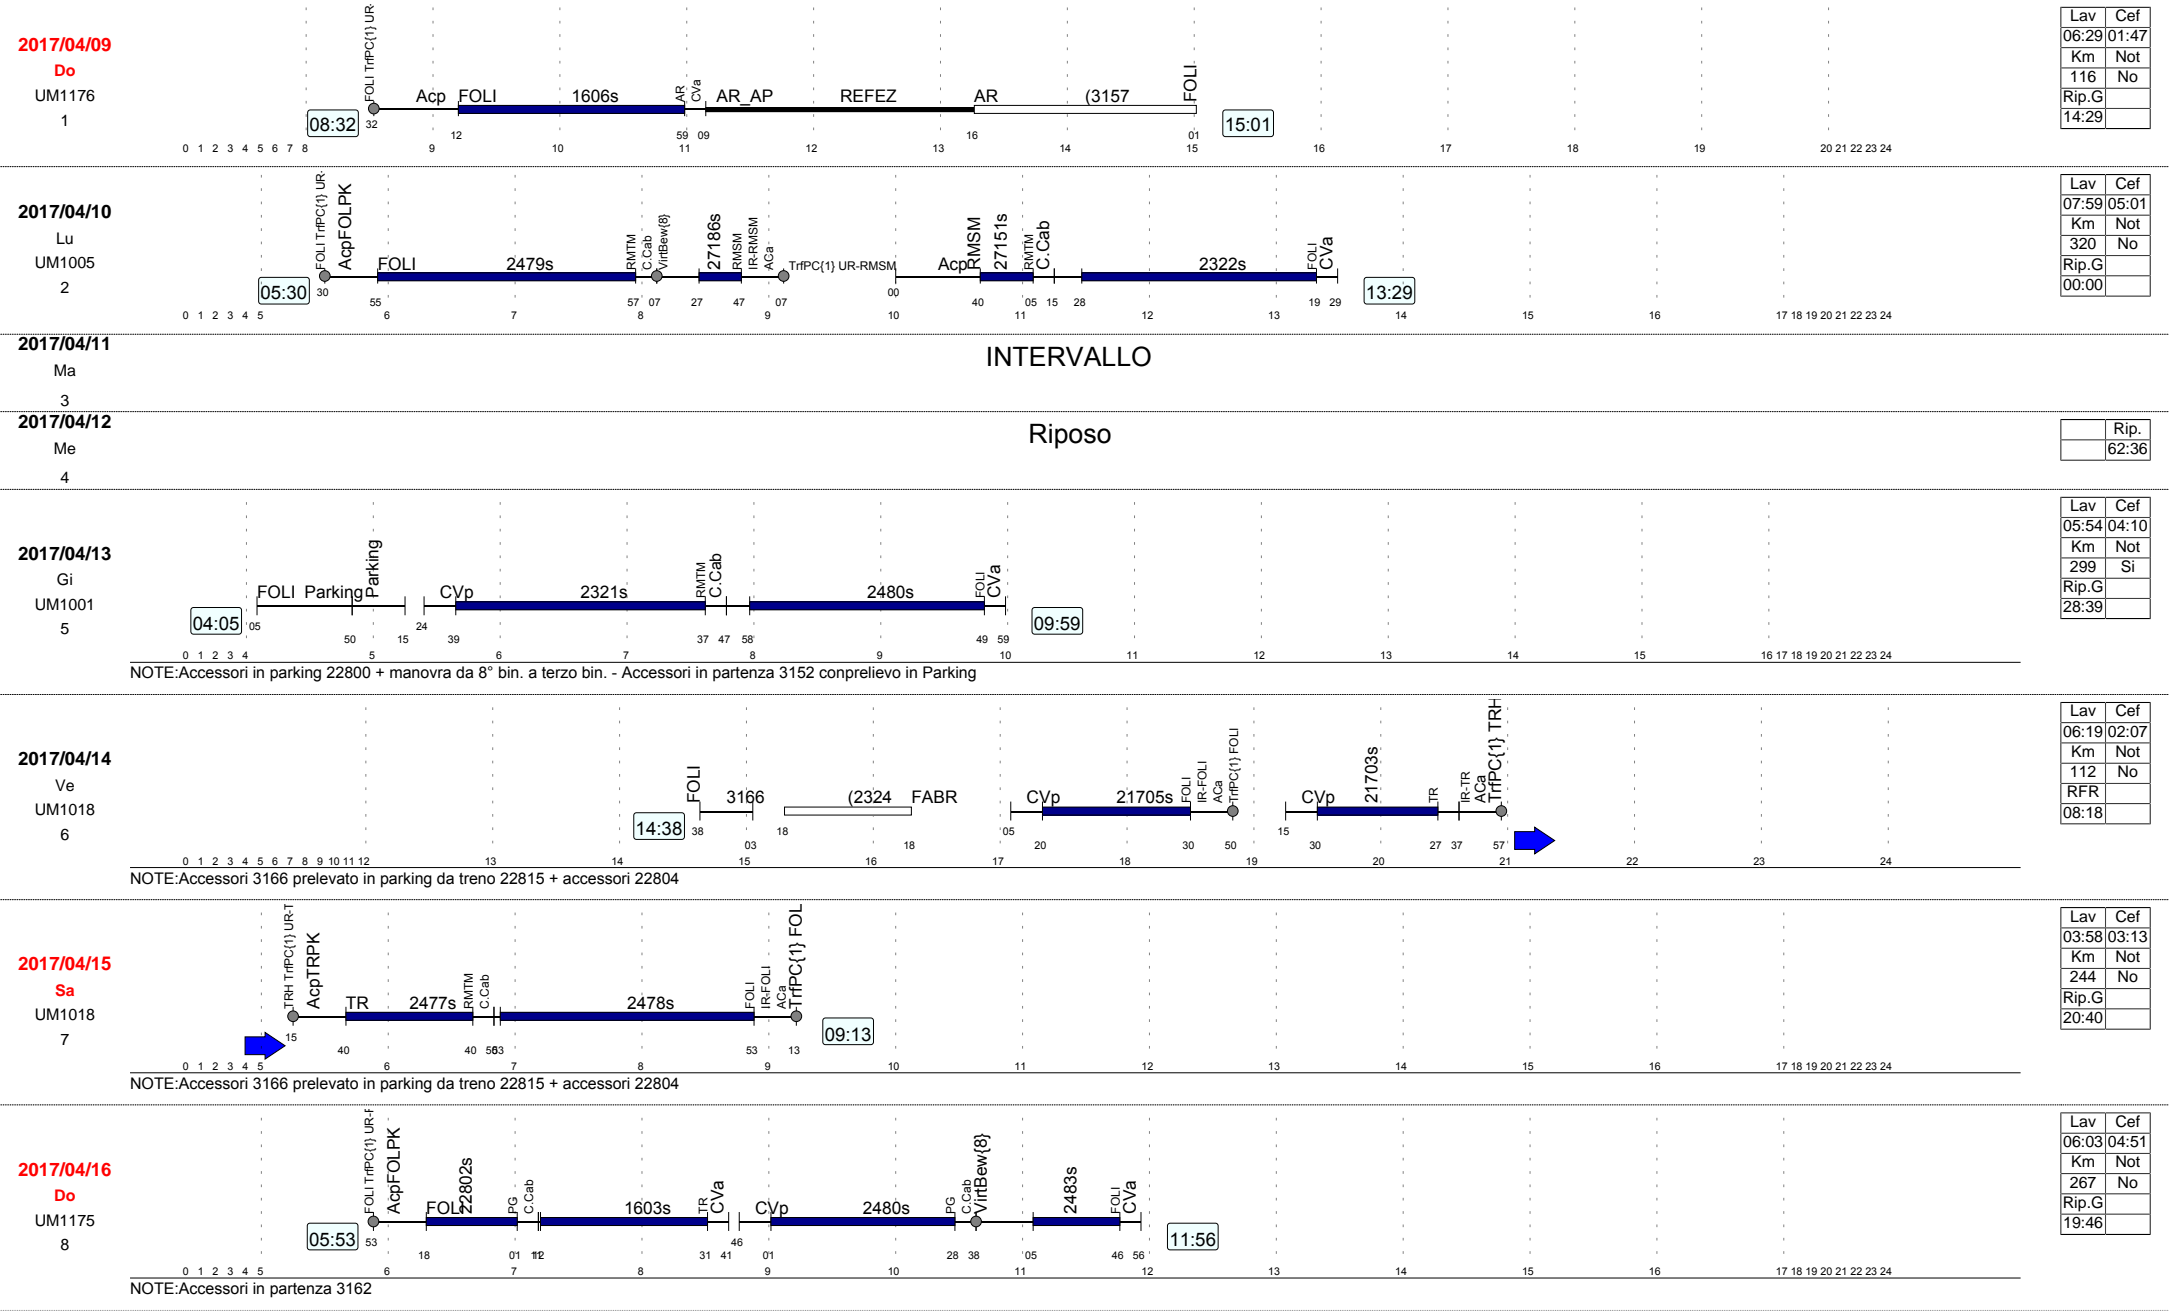 2017/04/09
Do
UM1176
1
08:32
FOLI TrfPC{1} UR-
Acp FOLI 1606s AR CVa AR_AP REFEZ AR (3157 FOLI
15:01
32 12 59 09 16 01
0 1 2 3 4 5 6 7 8 9 10 11 12 13 14 15 16 17 18 19 20 21 22 23 24
Lav Cef
06:29 01:47
Km Not
116 No
Rip.G
14:29
2017/04/10
Lu
UM1005
2
05:30
FOLI TrfPC{1} UR-
AcpFOLPK
FOLI 2479s RMTM C.Cab VirtBew{8} 27186s RMSM IR-RMSM ACa TrfPC{1} UR-RMSM Acp RMSM 27151s RMTM C.Cab 2322s FOLI CVa
13:29
30 55 57 07 27 47 07 00 40 05 15 28 19 29
0 1 2 3 4 5 6 7 8 9 10 11 12 13 14 15 16 17 18 19 20 21 22 23 24
Lav Cef
07:59 05:01
Km Not
320 No
Rip.G
00:00
2017/04/11
Ma
3
INTERVALLO
2017/04/12
Me
4
Riposo
Rip.
62:36
2017/04/13
Gi
UM1001
5
04:05
FOLI Parking Parking CVp 2321s RMTM C.Cab 2480s FOLI CVa
09:59
05 50 15 24 39 37 47 58 49 59
0 1 2 3 4 5 6 7 8 9 10 11 12 13 14 15 16 17 18 19 20 21 22 23 24
NOTE:Accessori in parking 22800 + manovra da 8° bin. a terzo bin. - Accessori in partenza 3152 conprelievo in Parking
Lav Cef
05:54 04:10
Km Not
299 Si
Rip.G
28:39
2017/04/14
Ve
UM1018
6
14:38
FOLI 3166 (2324 FABR CVp 21705s FOLI IR-FOLI ACa TrfPC{1} FOLI CVp 21703s TR IR-TR ACa TrfPC{1} TRH
38 03 18 18 05 20 30 50 15 30 27 37 57
0 1 2 3 4 5 6 7 8 9 10 11 12 13 14 15 16 17 18 19 20 21 22 23 24
NOTE:Accessori 3166 prelevato in parking da treno 22815 + accessori 22804
Lav Cef
06:19 02:07
Km Not
112 No
RFR
08:18
2017/04/15
Sa
UM1018
7
TRH TrfPC{1} UR-T
AcpTRPK
TR 2477s RMTM C.Cab 2478s FOLI IR-FOLI ACa TrfPC{1} FOL
09:13
15 40 40 50 53 53 13
0 1 2 3 4 5 6 7 8 9 10 11 12 13 14 15 16 17 18 19 20 21 22 23 24
NOTE:Accessori 3166 prelevato in parking da treno 22815 + accessori 22804
Lav Cef
03:58 03:13
Km Not
244 No
Rip.G
20:40
2017/04/16
Do
UM1175
8
05:53
FOLI TrfPC{1} UR-F
AcpFOLPK
FOLI 22802s PG C.Cab 1603s TR CVa CVp 2480s PG C.Cab VirtBew{8} 2483s FOLI CVa
11:56
53 18 01 11 12 31 41 46 01 28 38 05 46 56
0 1 2 3 4 5 6 7 8 9 10 11 12 13 14 15 16 17 18 19 20 21 22 23 24
NOTE:Accessori in partenza 3162
Lav Cef
06:03 04:51
Km Not
267 No
Rip.G
19:46